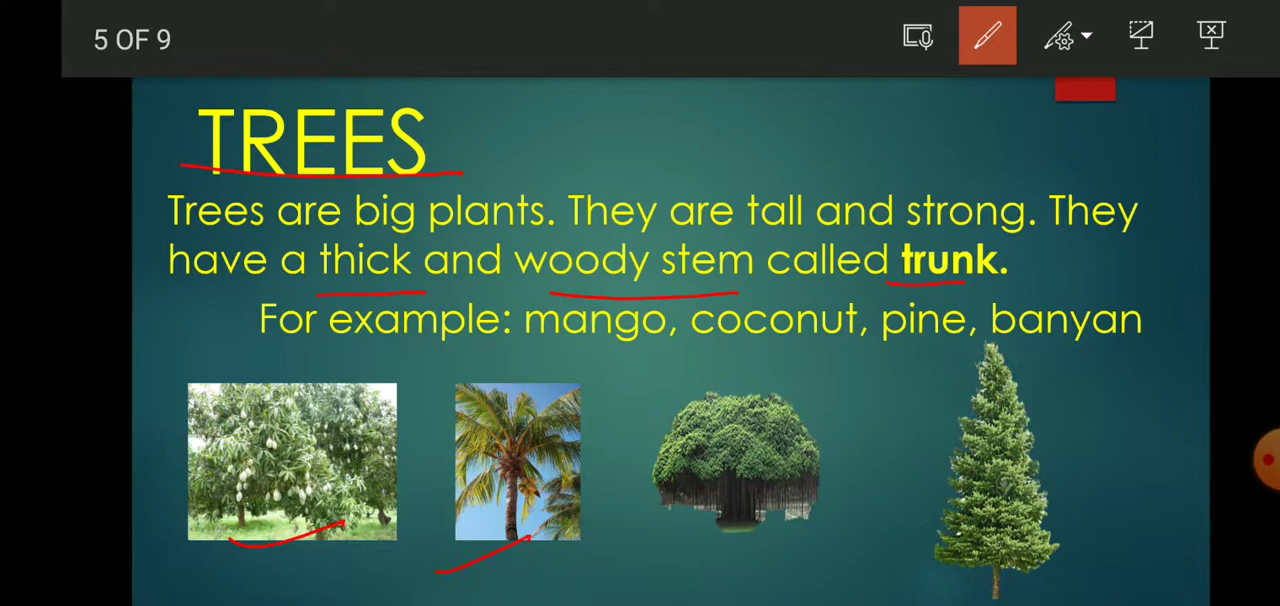 5 OF 9
TREES
Trees are big plants. They are tall and strong. They
have a thick and woody stem called trunk.
For example: mango, coconut, pine, banyan